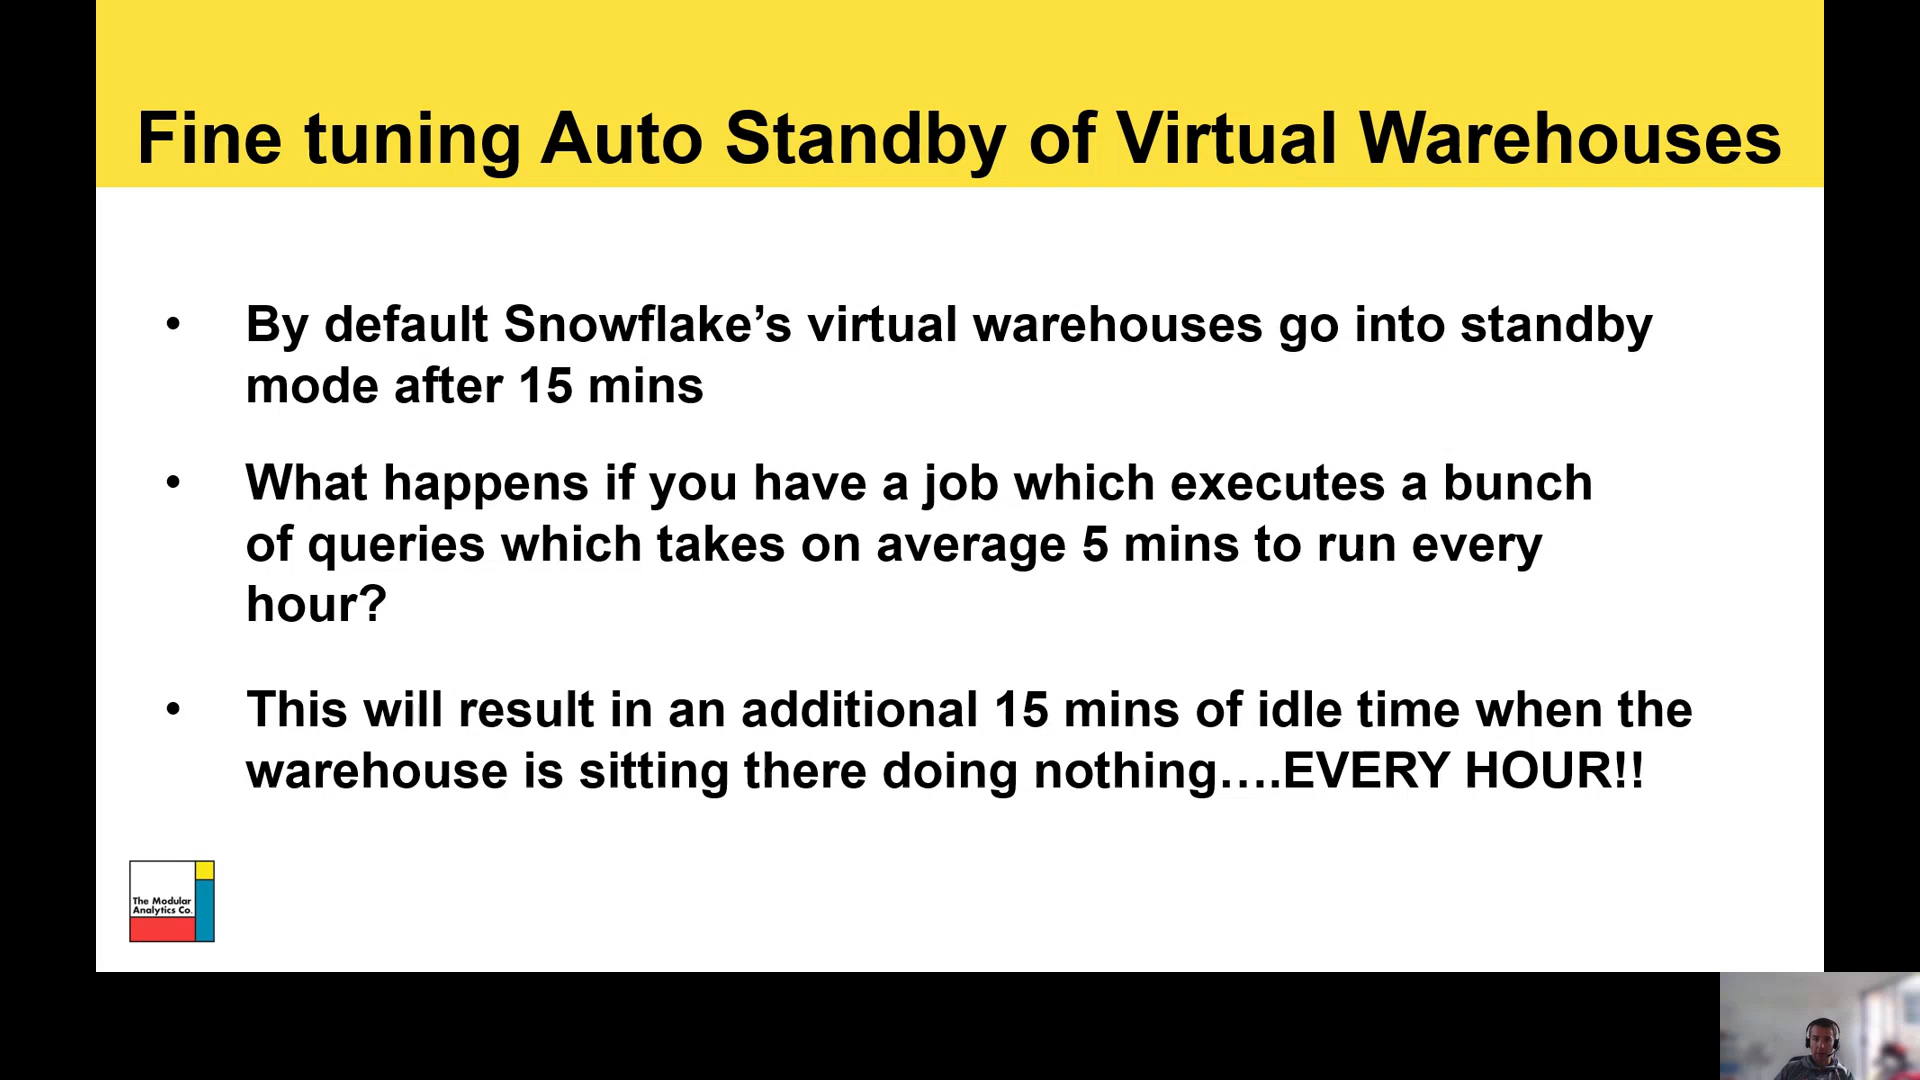 Fine tuning Auto Standby of Virtual Warehouses
• By default Snowflake’s virtual warehouses go into standby
mode after 15 mins
• What happens if you have a job which executes a bunch
of queries which takes on average 5 mins to run every
hour?
• This will result in an additional 15 mins of idle time when the
warehouse is sitting there doing nothing….EVERY HOUR!!
The Modular
Analytics Co.